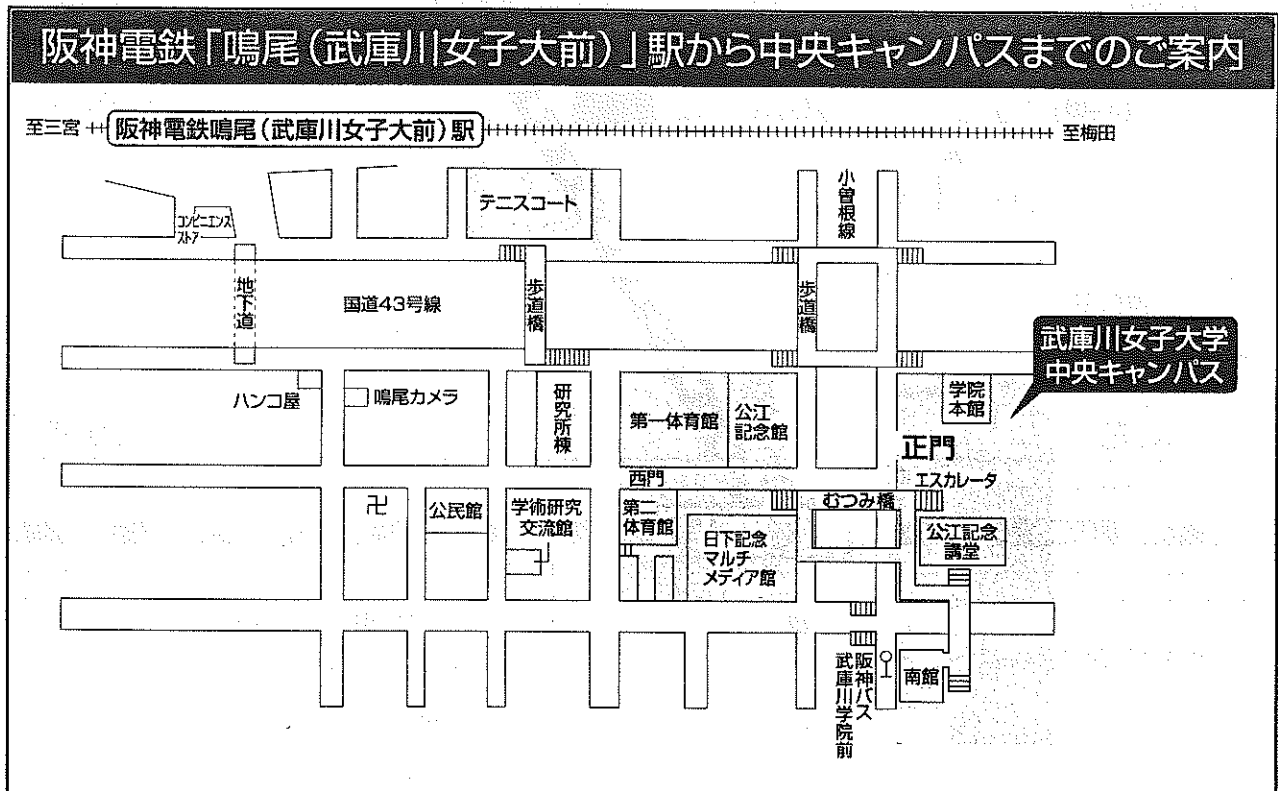 阪神電鉄「鳴尾(武庫川女子大前)」駅から中央キャンパスまでのご案内
至三宮
阪神電鉄鳴尾(武庫川女子大前)駅
至梅田
コンビニエンス
ストア
テニスコート
小曽根線
地下道
国道43号線
歩道橋
歩道橋
武庫川女子大学
中央キャンパス
ハンコ屋
鳴尾カメラ
研究所棟
第一体育館
公江
記念館
学院
本館
正門
西門
エスカレータ
卍
公民館
学術研究
交流館
第二
体育館
むつみ橋
日下記念
マルチ
メディア館
公江記念
講堂
阪神バス
武庫川学院前
南館